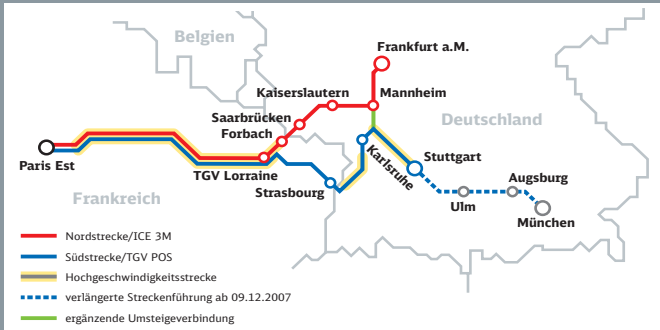 Belgien
Frankfurt a.M.
Kaiserslautern
Mannheim
Saarbrücken
Forbach
Deutschland
Paris Est
TGV Lorraine
Karlsruhe
Stuttgart
Strasbourg
Frankreich
Augsburg
Ulm
München
Nordstrecke/ICE 3M
Südstrecke/TGV POS
Hochgeschwindigkeitsstrecke
verlängerte Streckenführung ab 09.12.2007
ergänzende Umsteigeverbindung